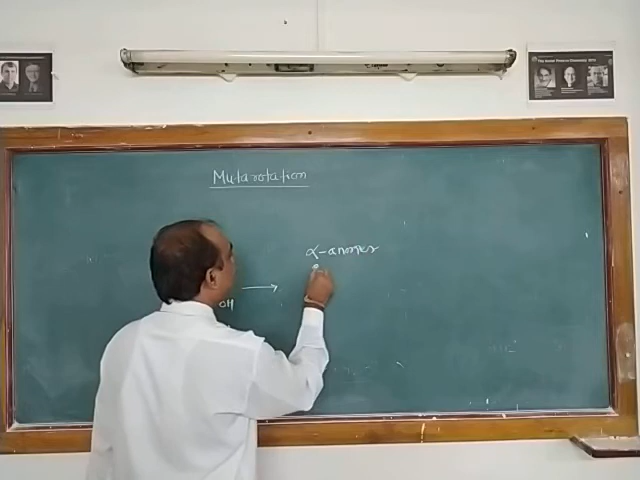 Mutarotation
α-anomer
OH →